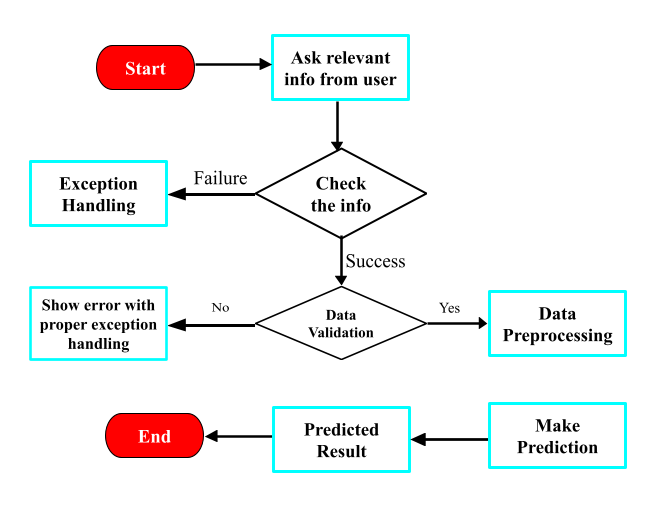 Start
Ask relevant
info from user
Failure
Exception
Handling
Check
the info
Success
Show error with
proper exception
handling
No
Data
Validation
Yes
Data
Preprocessing
End
Predicted
Result
Make
Prediction